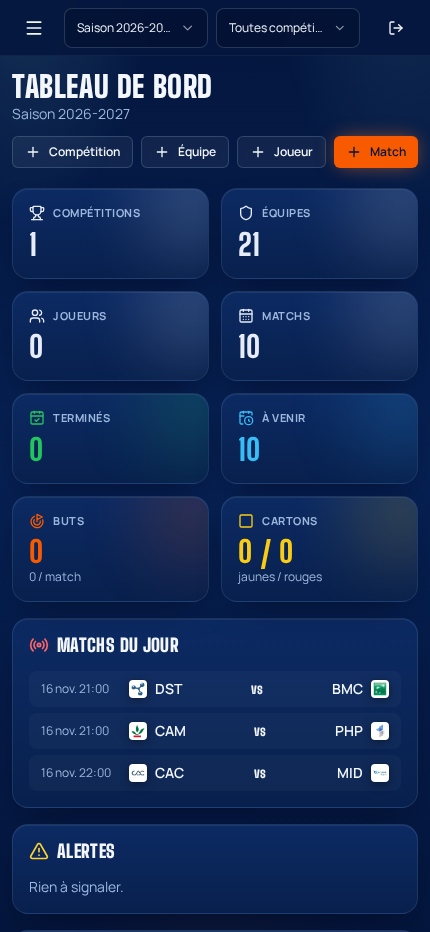 Saison 2026-20... Toutes compéti...
TABLEAU DE BORD
Saison 2026-2027
Compétition Équipe Joueur Match
COMPÉTITIONS ÉQUIPES
1 21
JOUEURS MATCHS
0 10
TERMINÉS À VENIR
0 10
BUTS CARTONS
0 0 / 0
0 / match jaunes / rouges
MATCHS DU JOUR
16 nov. 21:00 DST VS BMC
16 nov. 21:00 CAM VS PHP
16 nov. 22:00 CAC VS MID
ALERTES
Rien à signaler.